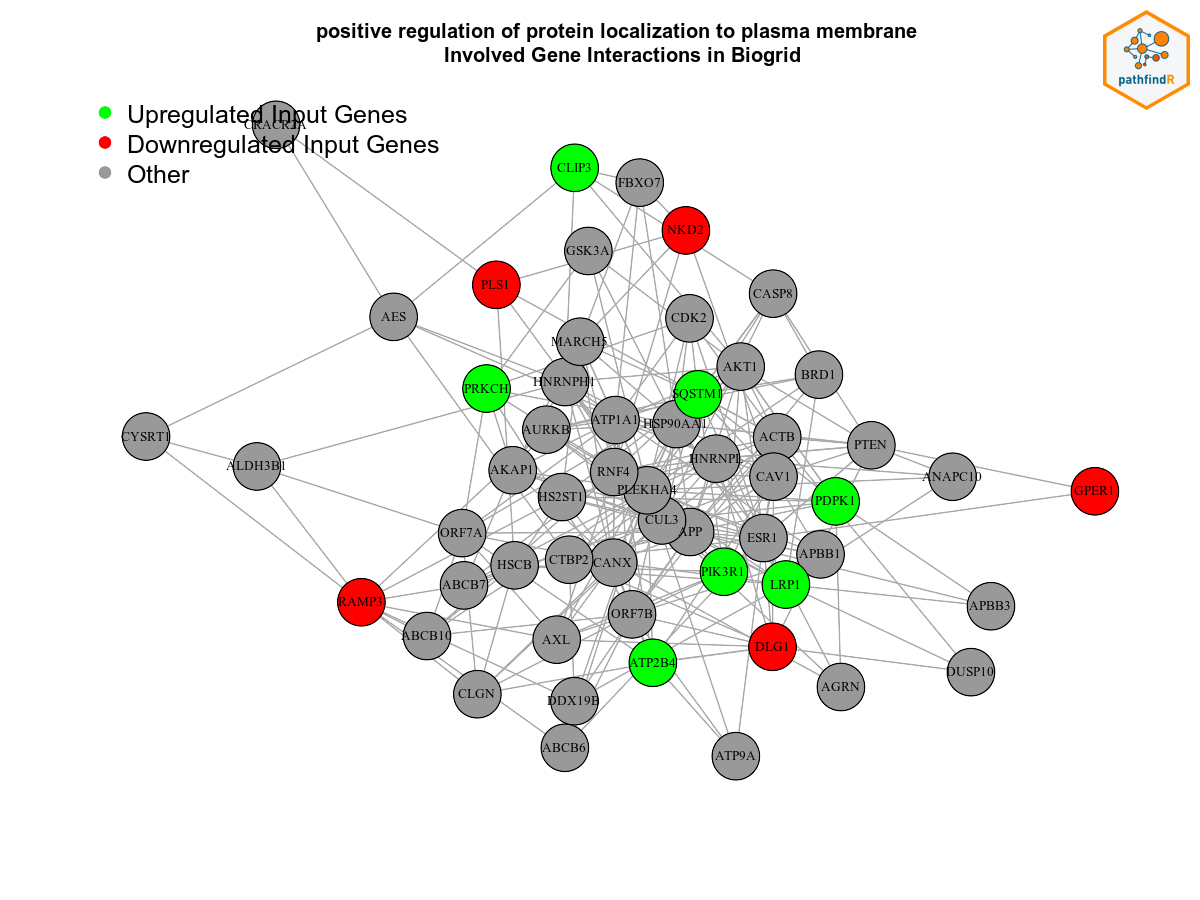 positive regulation of protein localization to plasma membrane
Involved Gene Interactions in Biogrid
pathfindR
Upregulated Input Genes
CRACR2A
Downregulated Input Genes
Other
CLIP3
FBXO7
NKD2
GSK3A
PLS1
CASP8
AES
CDK2
MARCH5
AKT1
BRD1
HNRNPH1
PRKCH
SQSTM1
ATP1A1
HSP90AA1
AURKB
CYSRT1
ACTB
PTEN
HNRNPL
ALDH3B1
AKAP1
RNF4
CAV1
ANAPC10
PLEKHA4
GPER1
HS2ST1
PDPK1
CUL3
APP
ORF7A
ESR1
APBB1
CTBP2
CANX
HSCB
PIK3R1
ABCB7
LRP1
RAMP3
APBB3
ORF7B
ABCB10
AXL
DLG1
ATP2B4
DUSP10
AGRN
CLGN
DDX19B
ABCB6
ATP9A